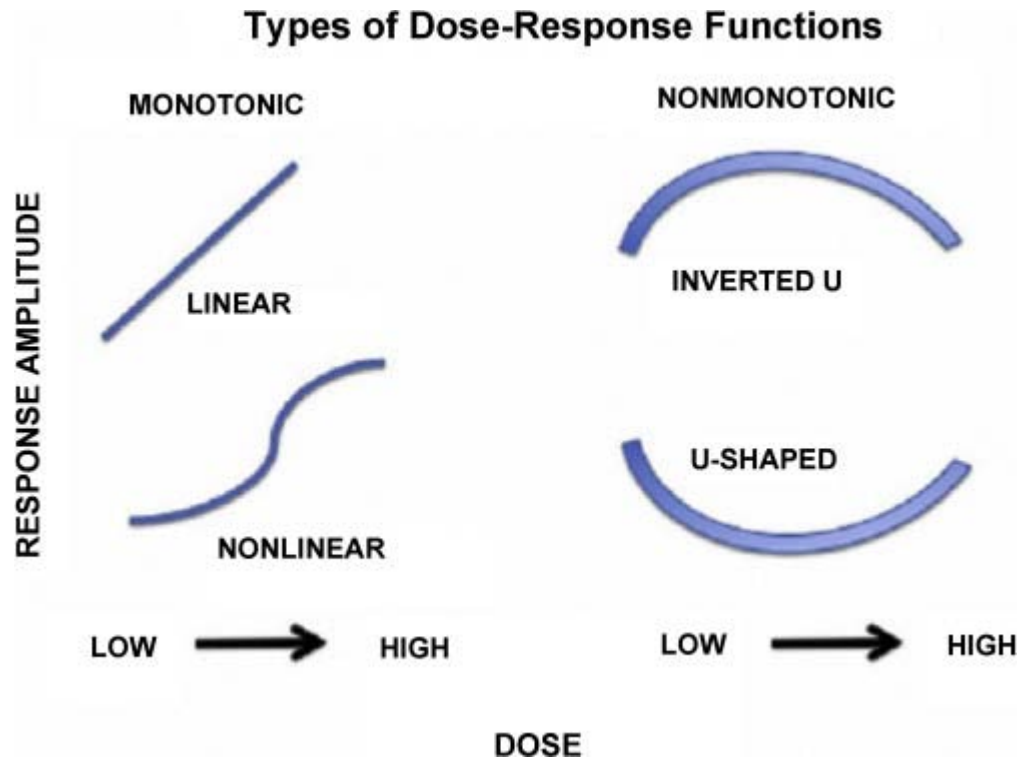 Types of Dose-Response Functions
MONOTONIC
NONMONOTONIC
RESPONSE AMPLITUDE
LINEAR
INVERTED U
NONLINEAR
U-SHAPED
LOW
HIGH
LOW
HIGH
DOSE